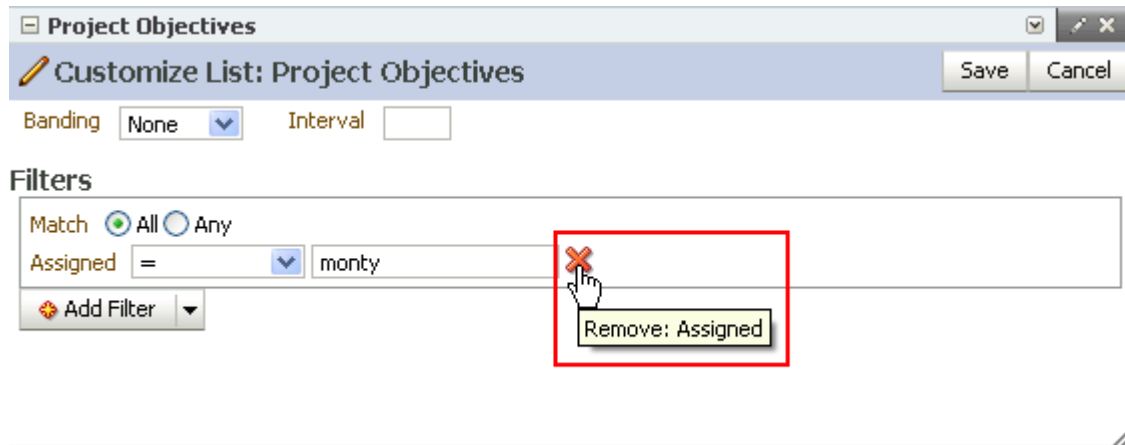 Project Objectives
Customize List: Project Objectives Save Cancel
Banding None Interval
Filters
Match All Any
Assigned = monty
Add Filter
Remove: Assigned